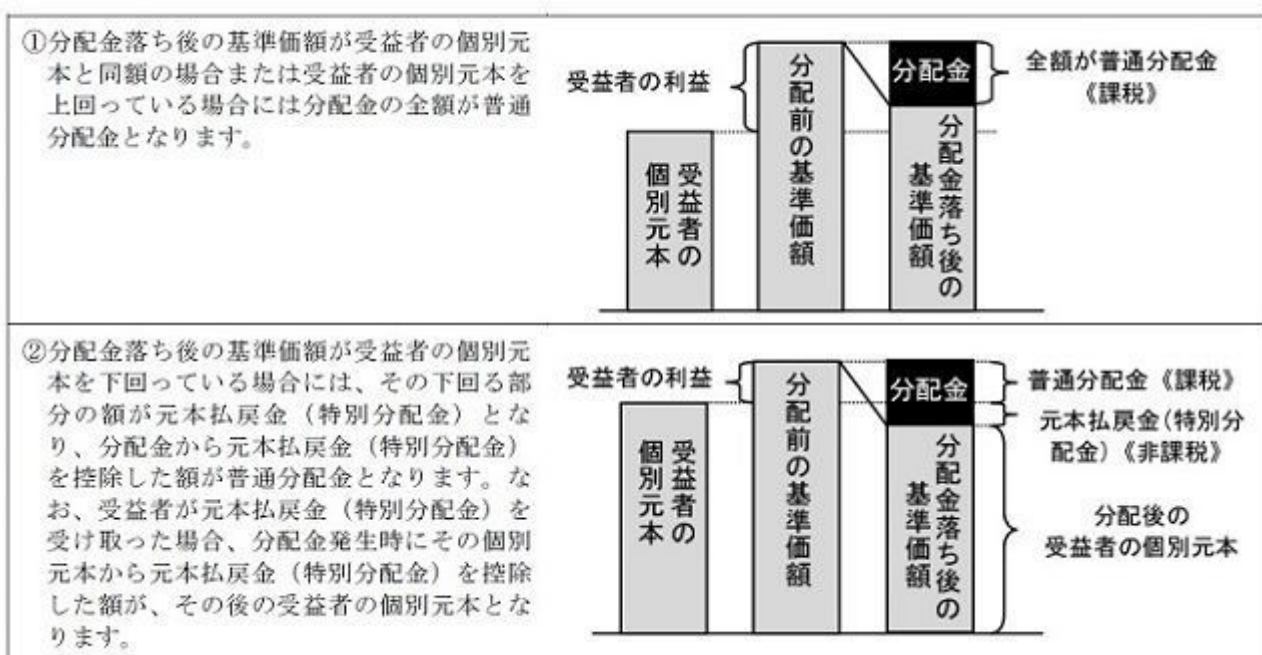 ①分配金落ち後の基準価額が受益者の個別元
本と同額の場合または受益者の個別元本を
上回っている場合には分配金の全額が普通
分配金となります。
受益者の利益
受益者の
個別元本
分配前の基準価額
分配金
分配金落ち後の
基準価額
全額が普通分配金
《課税》
②分配金落ち後の基準価額が受益者の個別元
本を下回っている場合には、その下回る部
分の額が元本払戻金（特別分配金）とな
り、分配金から元本払戻金（特別分配金）
を控除した額が普通分配金となります。な
お、受益者が元本払戻金（特別分配金）を
受け取った場合、分配金発生時にその個別
元本から元本払戻金（特別分配金）を控除
した額が、その後の受益者の個別元本とな
ります。
受益者の利益
受益者の
個別元本
分配前の基準価額
分配金
分配金落ち後の
基準価額
普通分配金《課税》
元本払戻金(特別分
配金)《非課税》
分配後の
受益者の個別元本